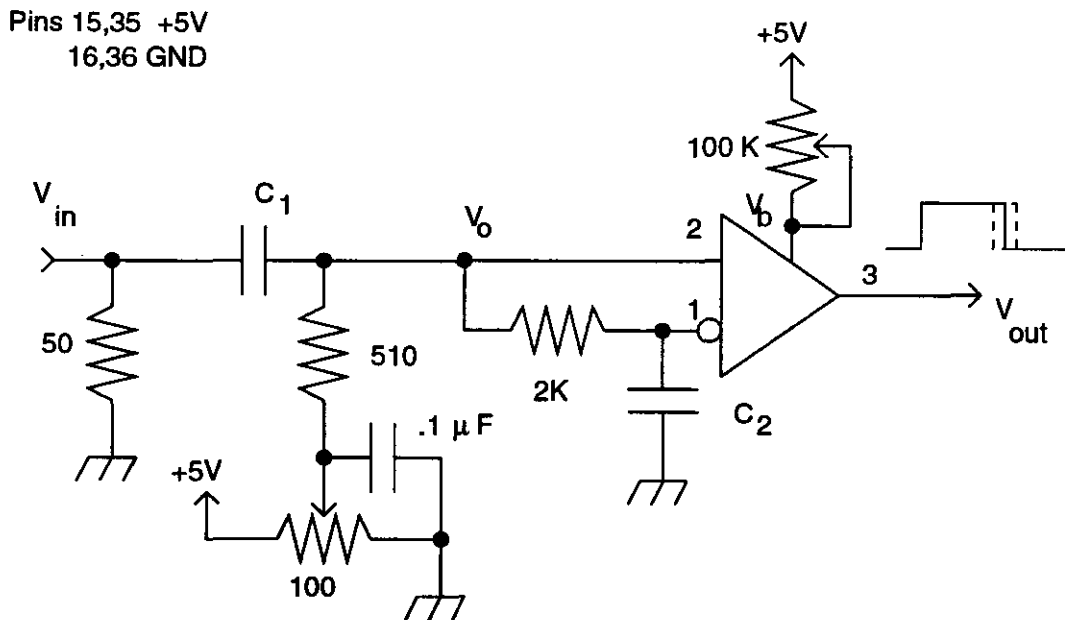 Pins 15,35 +5V
16,36 GND
+5V
100 K
V_in
C_1
V_o
V_b
2
3
1
V_out
50
510
2K
C_2
.1 μF
+5V
100